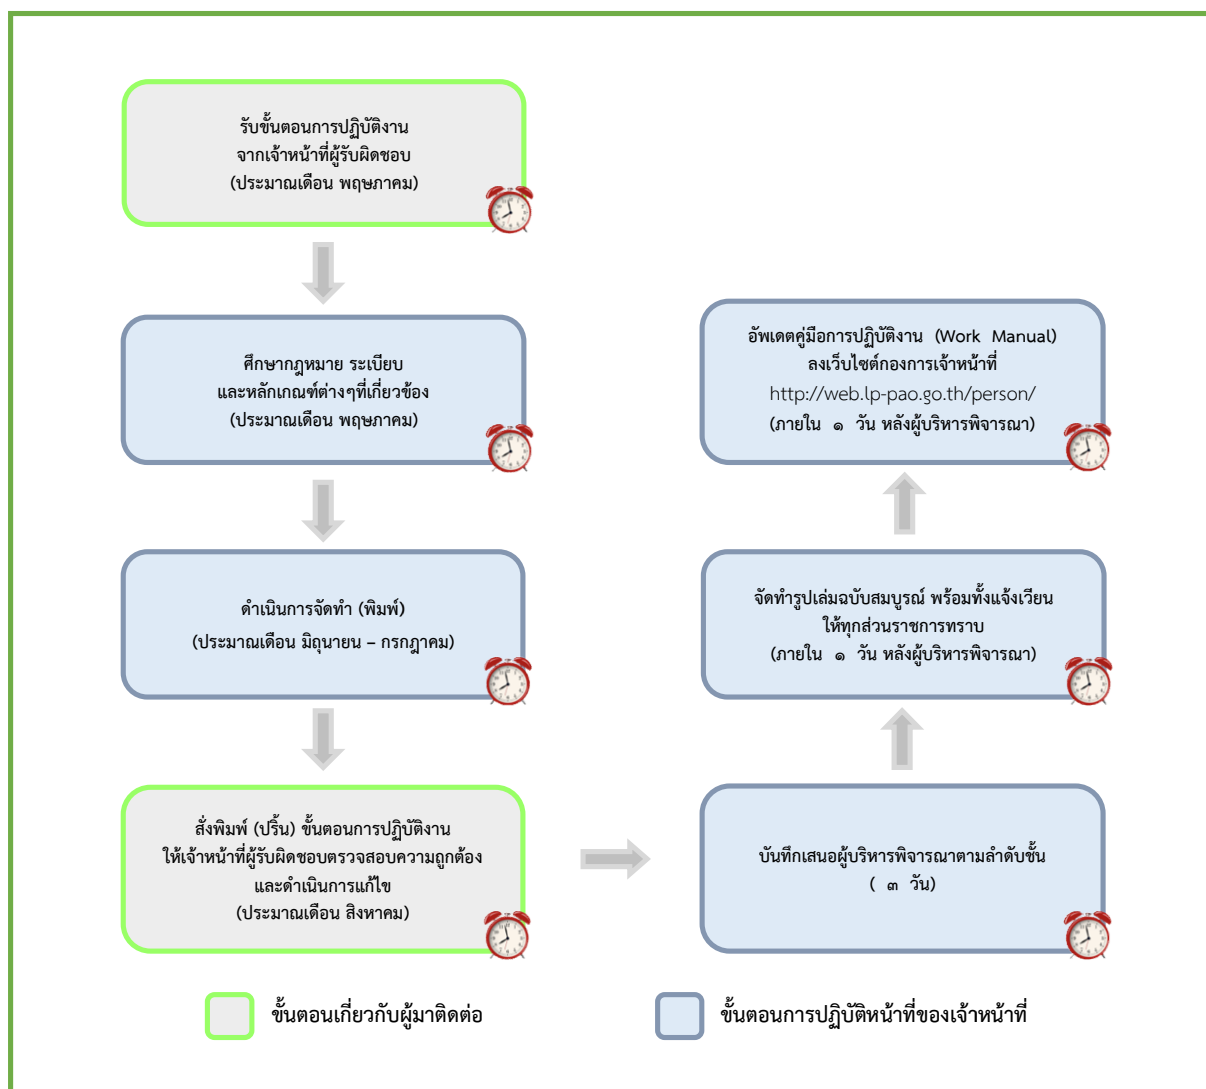 รับขั้นตอนการปฏิบัติงาน
จากเจ้าหน้าที่ผู้รับผิดชอบ
(ประมาณเดือน พฤษภาคม)
ศึกษากฎหมาย ระเบียบ
และหลักเกณฑ์ต่างๆที่เกี่ยวข้อง
(ประมาณเดือน พฤษภาคม)
ดำเนินการจัดทำ (พิมพ์)
(ประมาณเดือน มิถุนายน – กรกฎาคม)
สั่งพิมพ์ (ปริ้น) ขั้นตอนการปฏิบัติงาน
ให้เจ้าหน้าที่ผู้รับผิดชอบตรวจสอบความถูกต้อง
และดำเนินการแก้ไข
(ประมาณเดือน สิงหาคม)
บันทึกเสนอผู้บริหารพิจารณาตามลำดับชั้น
( ๓ วัน)
จัดทำรูปเล่มฉบับสมบูรณ์ พร้อมทั้งแจ้งเวียน
ให้ทุกส่วนราชการทราบ
(ภายใน ๑ วัน หลังผู้บริหารพิจารณา)
อัพเดตคู่มือการปฏิบัติงาน (Work Manual)
ลงเว็บไซต์กองการเจ้าหน้าที่
http://web.lp-pao.go.th/person/
(ภายใน ๑ วัน หลังผู้บริหารพิจารณา)
ขั้นตอนเกี่ยวกับผู้มาติดต่อ
ขั้นตอนการปฏิบัติหน้าที่ของเจ้าหน้าที่